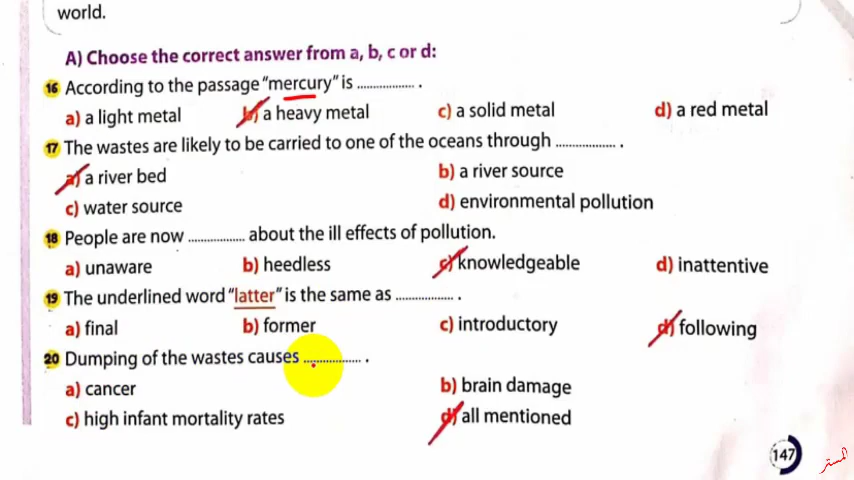 world.
A) Choose the correct answer from a, b, c or d:
16 According to the passage "mercury" is .................. .
a) a light metal b) a heavy metal c) a solid metal d) a red metal
17 The wastes are likely to be carried to one of the oceans through .................. .
a) a river bed b) a river source
c) water source d) environmental pollution
18 People are now ................. about the ill effects of pollution.
a) unaware b) heedless c) knowledgeable d) inattentive
19 The underlined word "latter" is the same as .................. .
a) final b) former c) introductory d) following
20 Dumping of the wastes causes .................. .
a) cancer b) brain damage
c) high infant mortality rates d) all mentioned
147